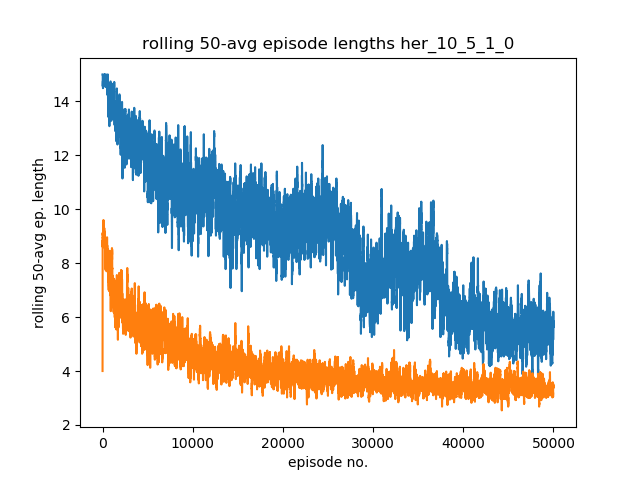 rolling 50-avg episode lengths her_10_5_1_0
rolling 50-avg ep. length
14
12
10
8
6
4
2
0 10000 20000 30000 40000 50000
episode no.